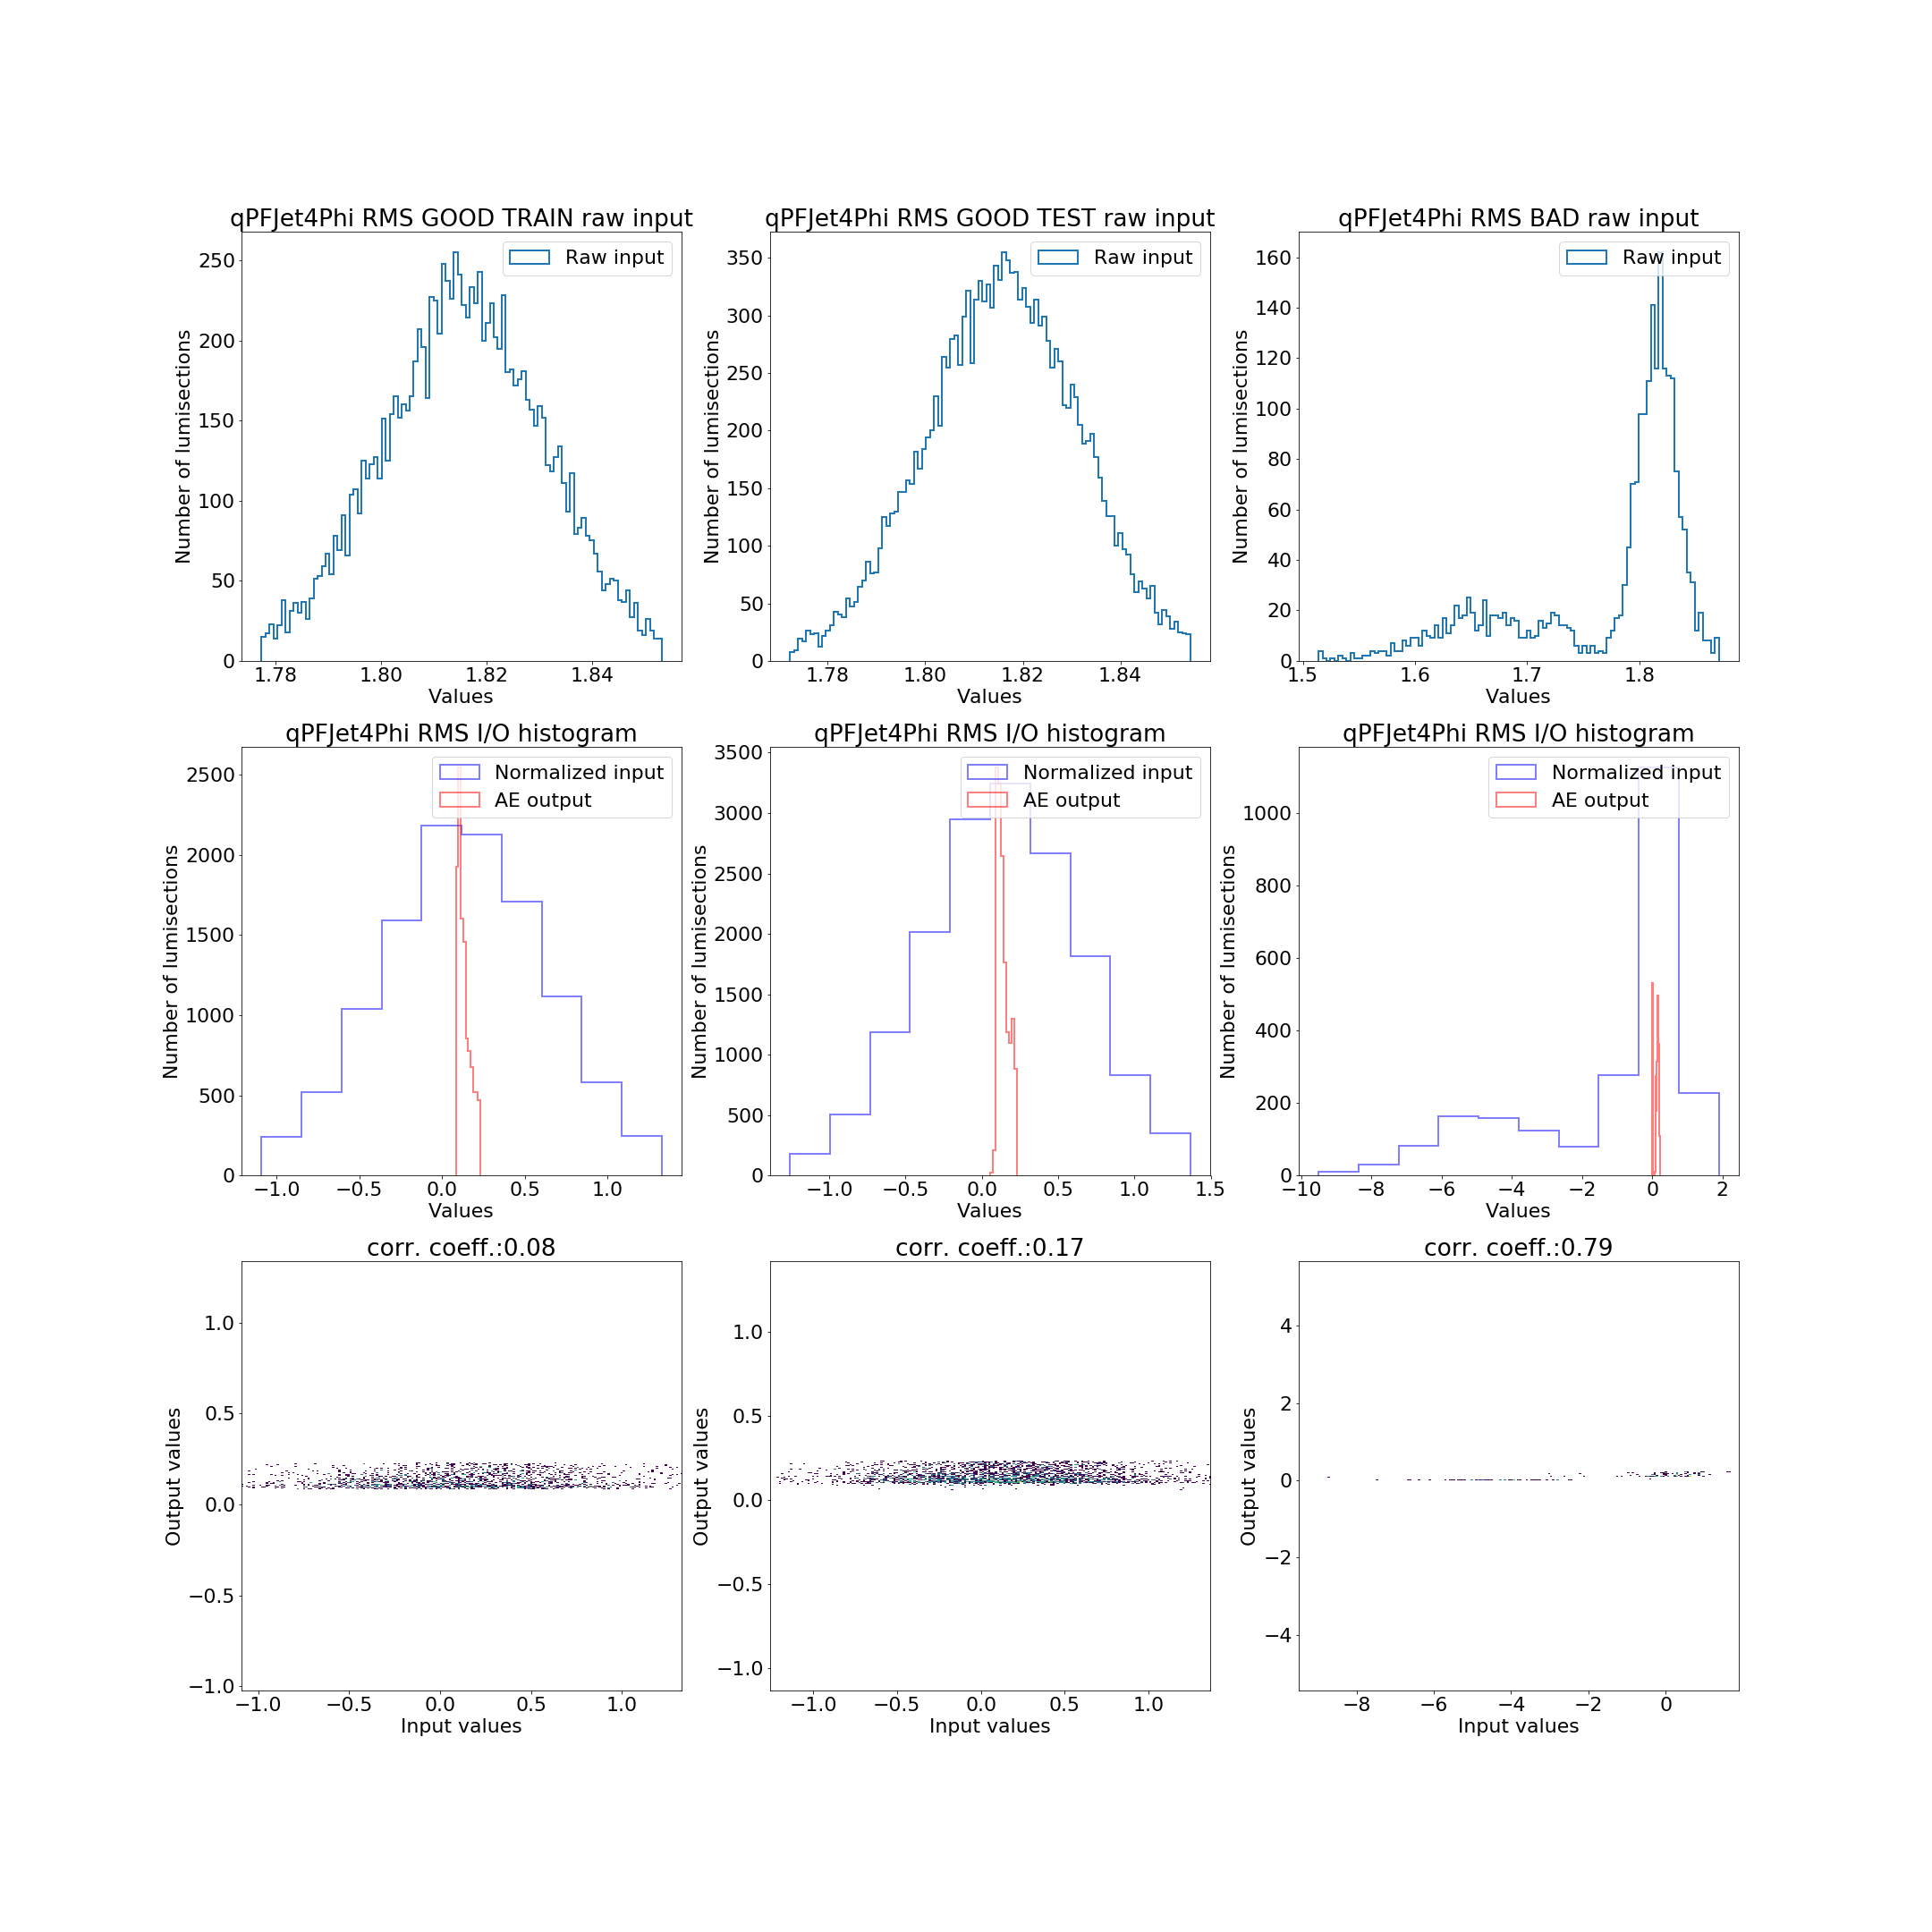 qPFJet4Phi RMS GOOD TRAIN raw input
Raw input
250
200
150
100
50
0
1.78 1.80 1.82 1.84
Values
Number of lumisections
qPFJet4Phi RMS GOOD TEST raw input
Raw input
350
300
250
200
150
100
50
0
1.78 1.80 1.82 1.84
Values
Number of lumisections
qPFJet4Phi RMS BAD raw input
Raw input
160
140
120
100
80
60
40
20
0
1.5 1.6 1.7 1.8
Values
Number of lumisections
qPFJet4Phi RMS I/O histogram
Normalized input
AE output
2500
2000
1500
1000
500
0
−1.0 −0.5 0.0 0.5 1.0
Values
Number of lumisections
qPFJet4Phi RMS I/O histogram
Normalized input
AE output
3500
3000
2500
2000
1500
1000
500
0
−1.0 −0.5 0.0 0.5 1.0 1.5
Values
Number of lumisections
qPFJet4Phi RMS I/O histogram
Normalized input
AE output
1000
800
600
400
200
0
−10 −8 −6 −4 −2 0 2
Values
Number of lumisections
corr. coeff.:0.08
1.0
0.5
0.0
−0.5
−1.0
−1.0 −0.5 0.0 0.5 1.0
Input values
Output values
corr. coeff.:0.17
1.0
0.5
0.0
−0.5
−1.0
−1.0 −0.5 0.0 0.5 1.0
Input values
Output values
corr. coeff.:0.79
4
2
0
−2
−4
−8 −6 −4 −2 0
Input values
Output values